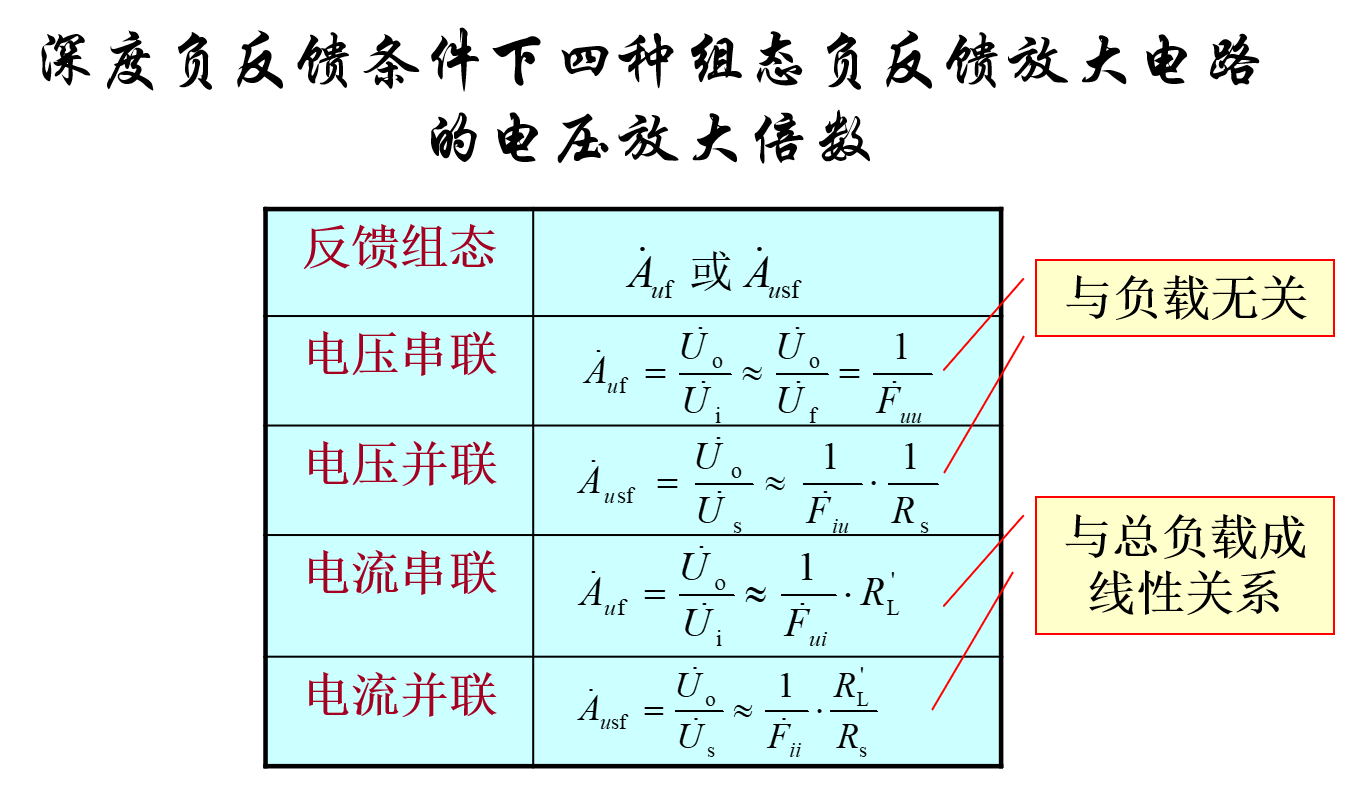 深度负反馈条件下四种组态负反馈放大电路
的电压放大倍数
反馈组态
$\dot{A}_{uf}$ 或 $\dot{A}_{usf}$
与负载无关
电压串联
$\dot{A}_{uf} = \frac{\dot{U}_o}{\dot{U}_i} \approx \frac{\dot{U}_o}{\dot{U}_f} = \frac{1}{\dot{F}_{uu}}$
电压并联
$\dot{A}_{usf} = \frac{\dot{U}_o}{\dot{U}_s} \approx \frac{1}{\dot{F}_{iu}} \cdot \frac{1}{R_s}$
与总负载成
线性关系
电流串联
$\dot{A}_{uf} = \frac{\dot{U}_o}{\dot{U}_i} \approx \frac{1}{\dot{F}_{ui}} \cdot R_L^{'}$
电流并联
$\dot{A}_{usf} = \frac{\dot{U}_o}{\dot{U}_s} \approx \frac{1}{\dot{F}_{ii}} \cdot \frac{R_L^{'}}{R_s}$